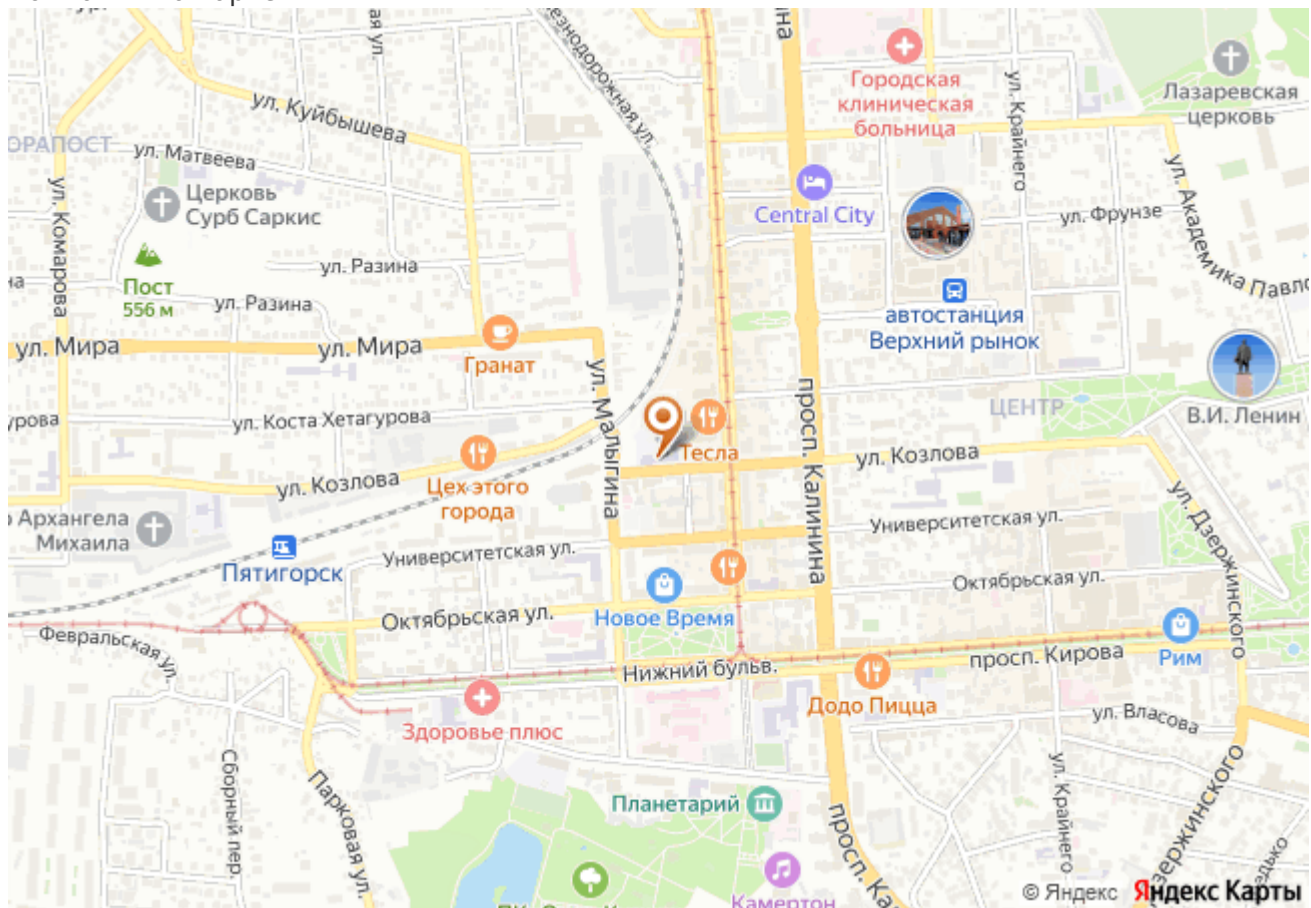 ул. Куйбышева
Железнодорожная ул.
Городская
клиническая
больница
ул. Крайнего
Лазаревская
церковь
ул. Матвеева
Церковь
Сурб Саркис
ул. Комарова
Central City
ул. Фрунзе
ул. Академика Павло
ул. Разина
Пост
556 м
ул. Разина
автостанция
Верхний рынок
ул. Мира
ул. Мира
Гранат
ул. Малыгина
просп. Калинина
ЦЕНТР
В.И. Ленин
ул. Коста Хетагурова
Тесла
ул. Козлова
ул. Козлова
Цех этого
города
ул. Дзержинского
Архангела
Михаила
Университетская ул.
Университетская ул.
Пятигорск
Октябрьская ул.
Октябрьская ул.
Новое Время
Февральская ул.
Нижний бульв.
просп. Кирова
Рим
Додо Пицца
Здоровье плюс
ул. Власова
Сборный пер.
Парковая ул.
Планетарий
ул. Крайнего
Камертон
© Яндекс Яндекс Карты